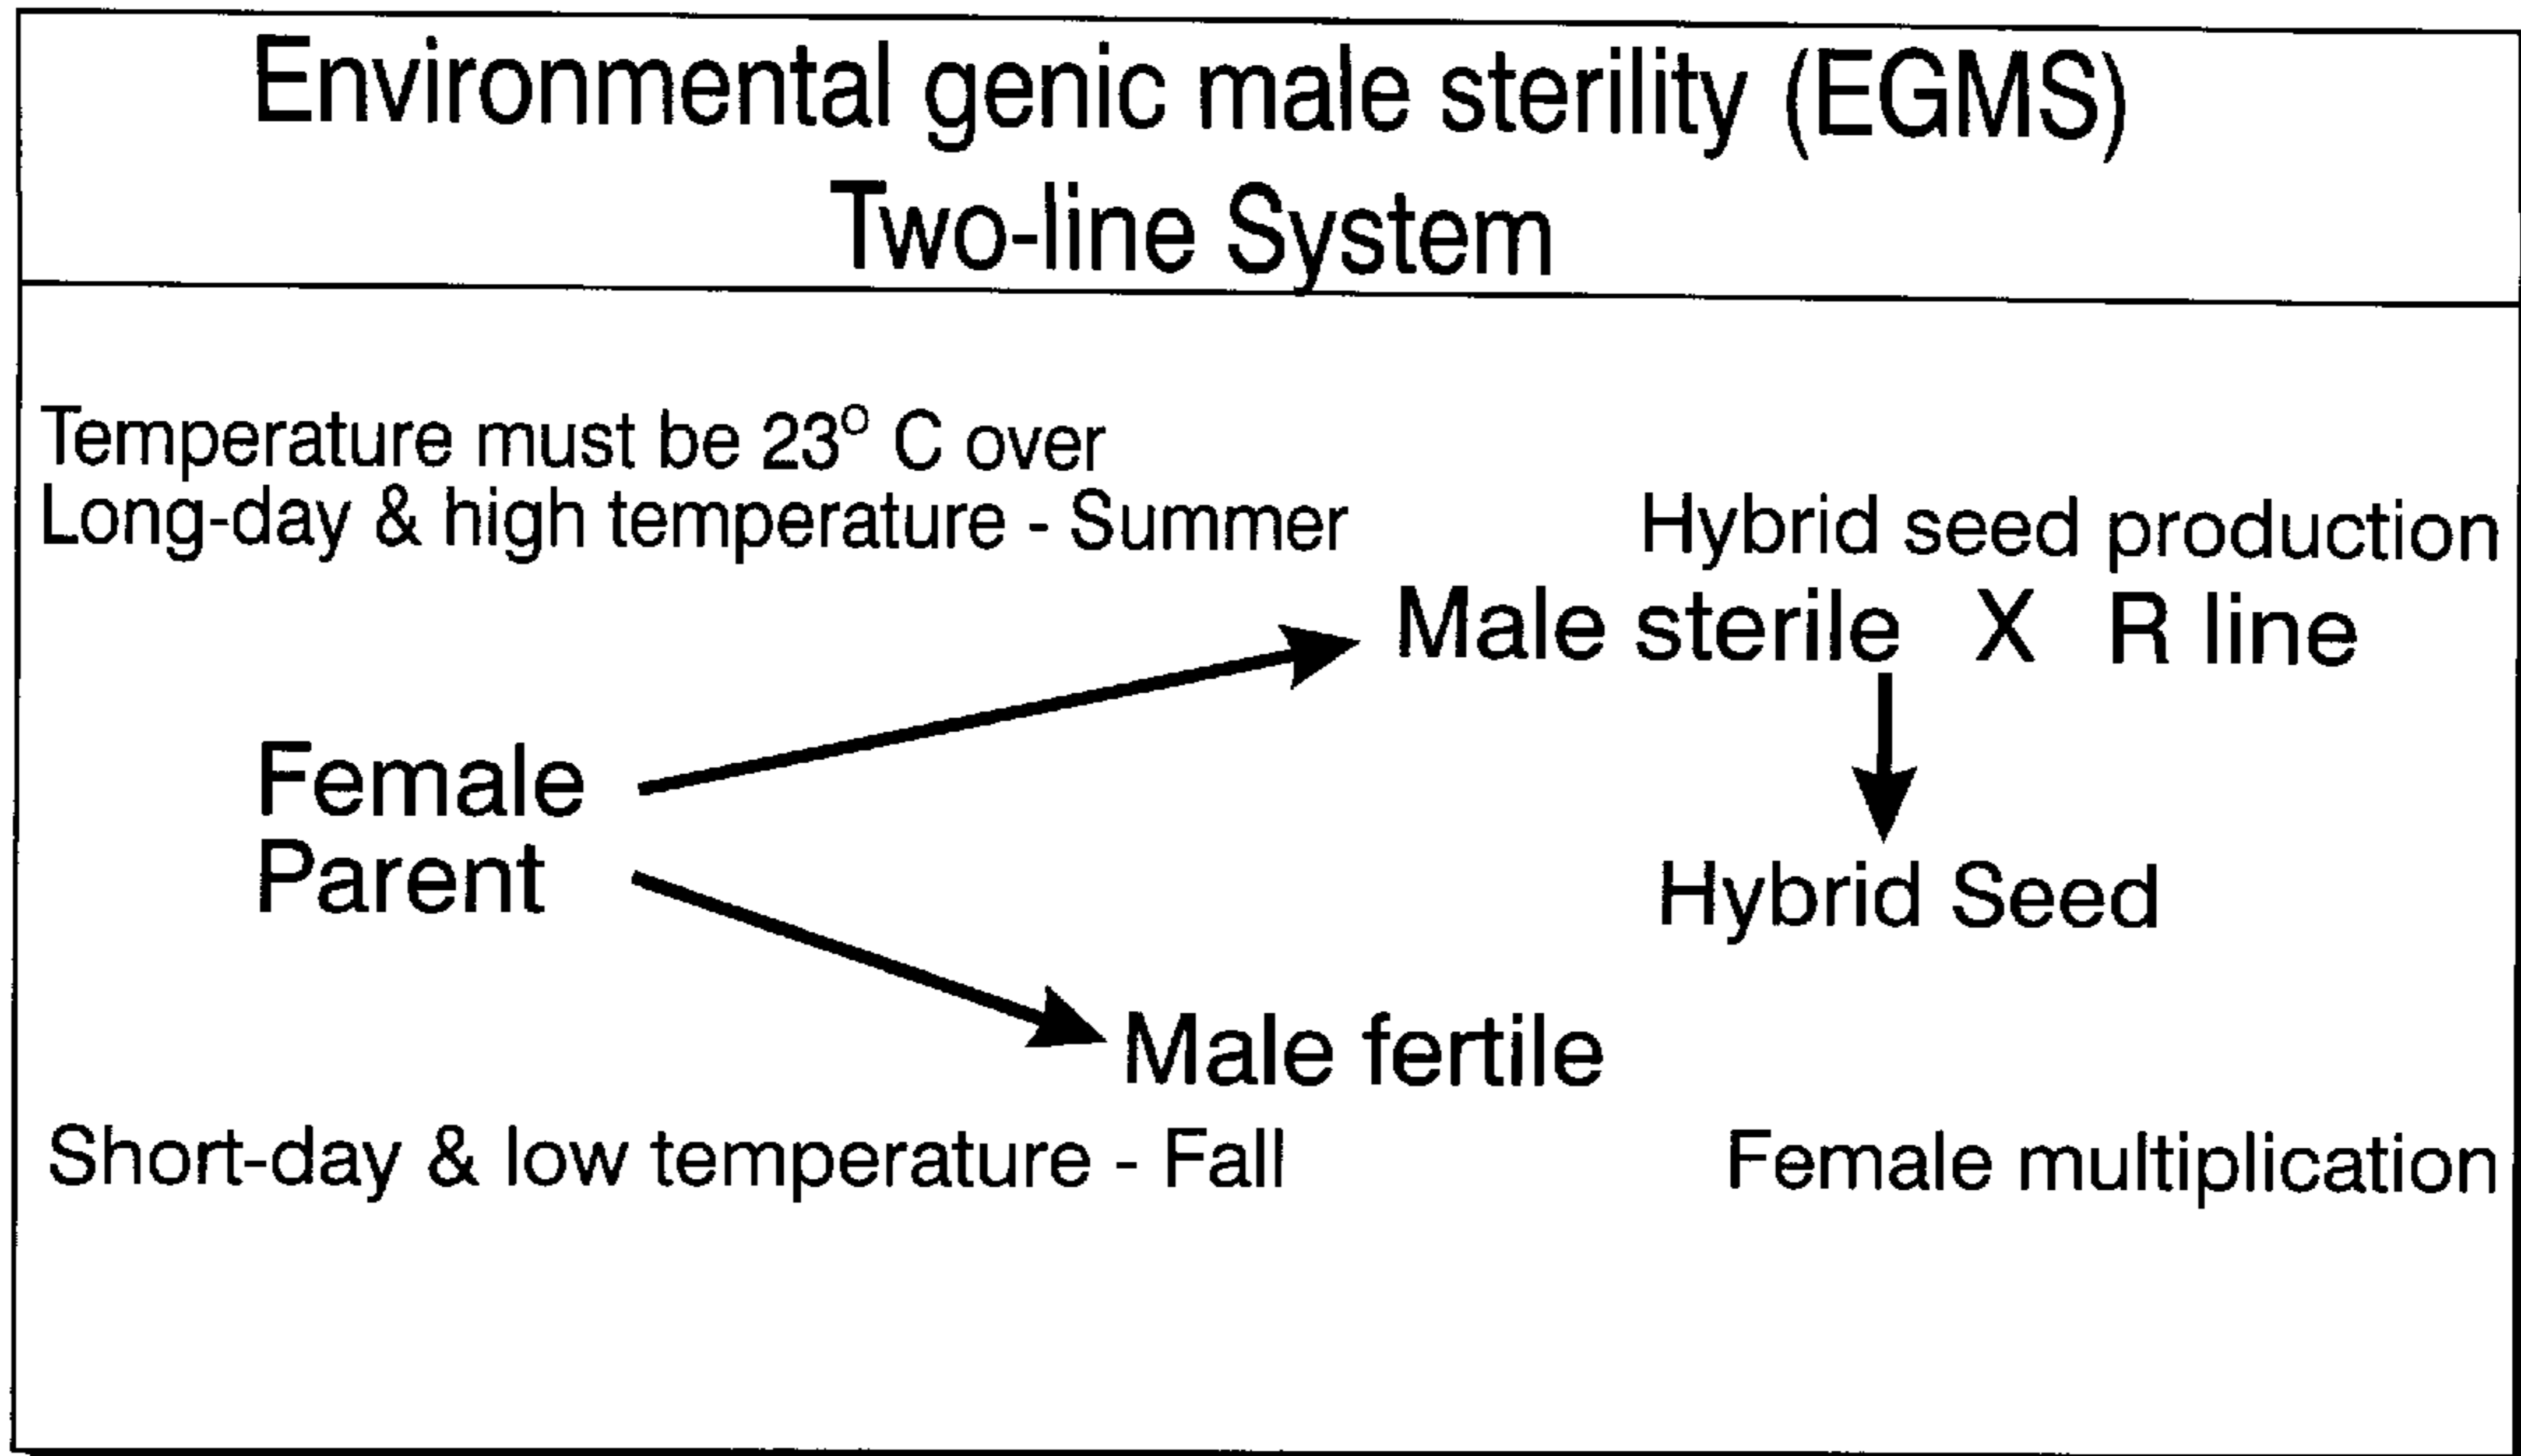 Environmental genic male sterility (EGMS)
Two-line System
Temperature must be 23° C over
Long-day & high temperature - Summer
Hybrid seed production
Male sterile X R line
Female
Parent
Hybrid Seed
Male fertile
Short-day & low temperature - Fall
Female multiplication